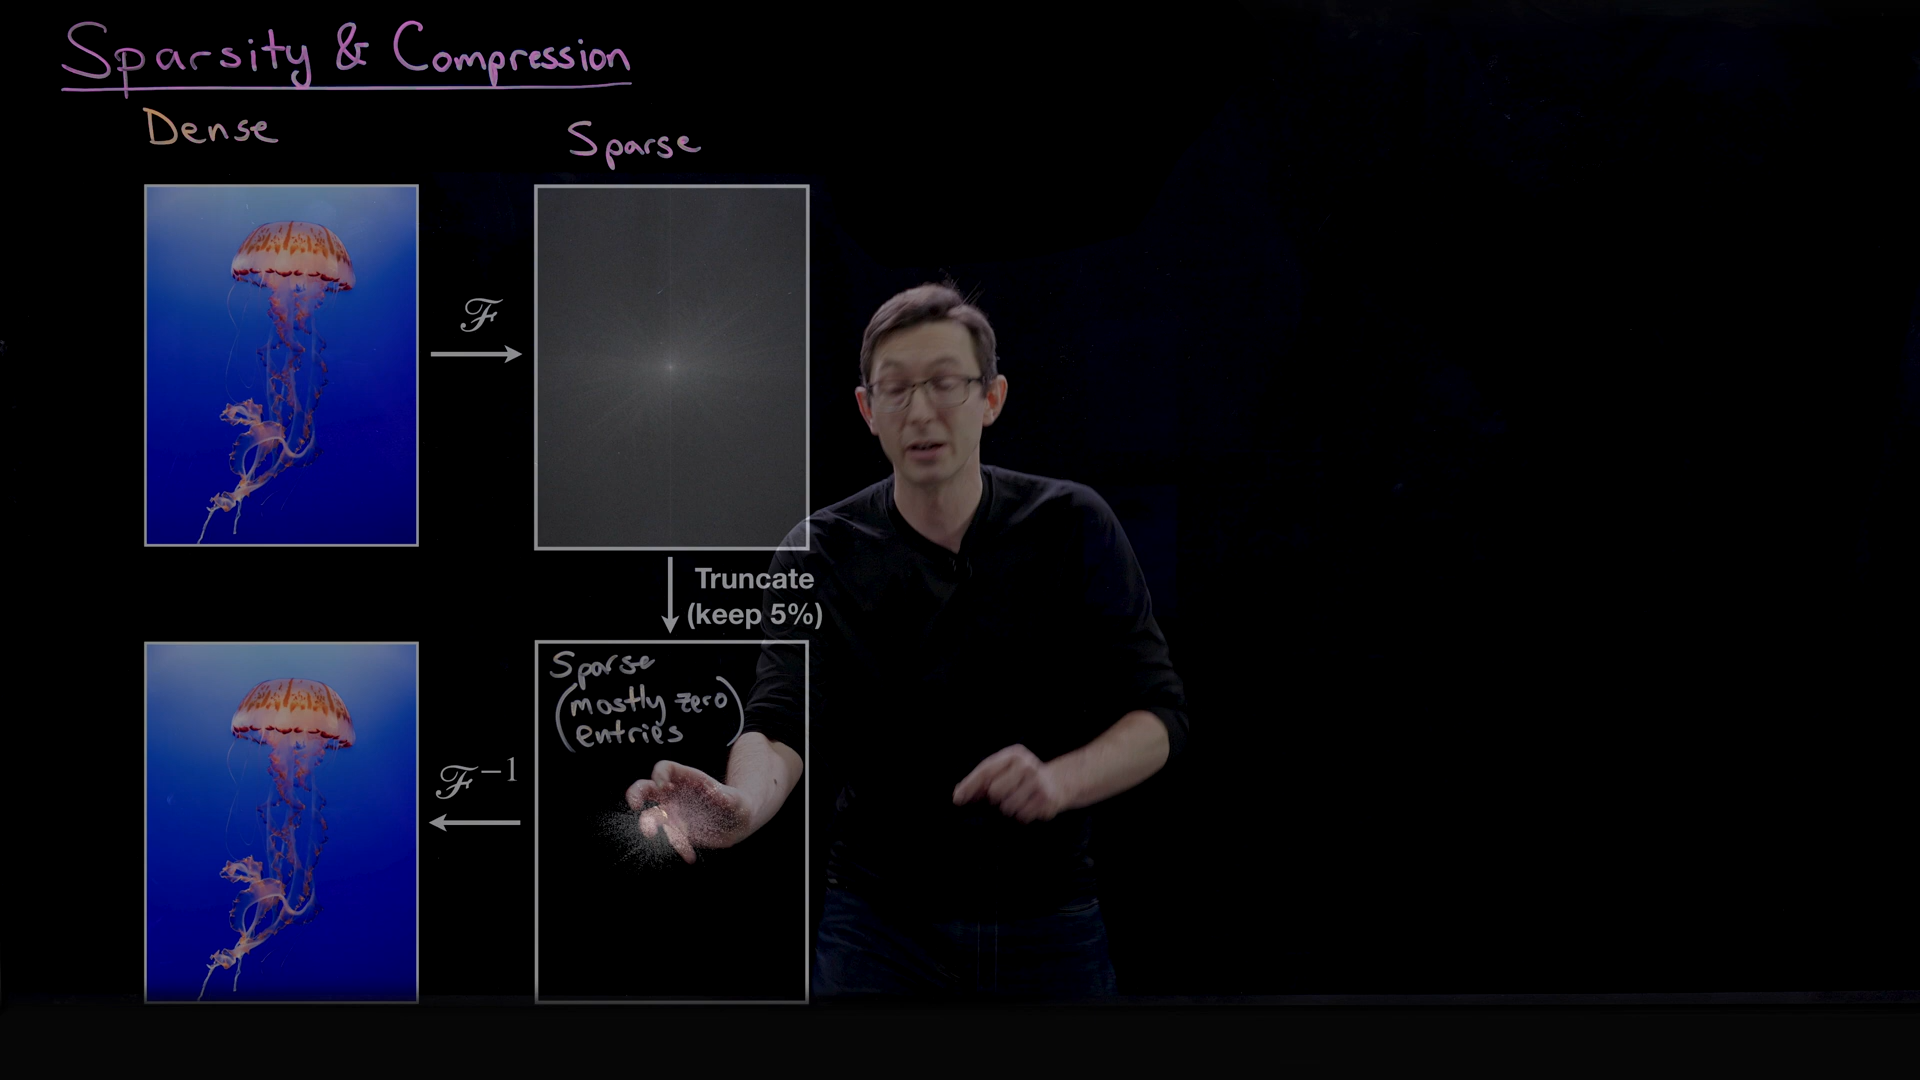 Sparsity & Compression
Dense
Sparse
ℱ
Truncate
(keep 5%)
Sparse
(mostly zero)
entries
ℱ⁻¹